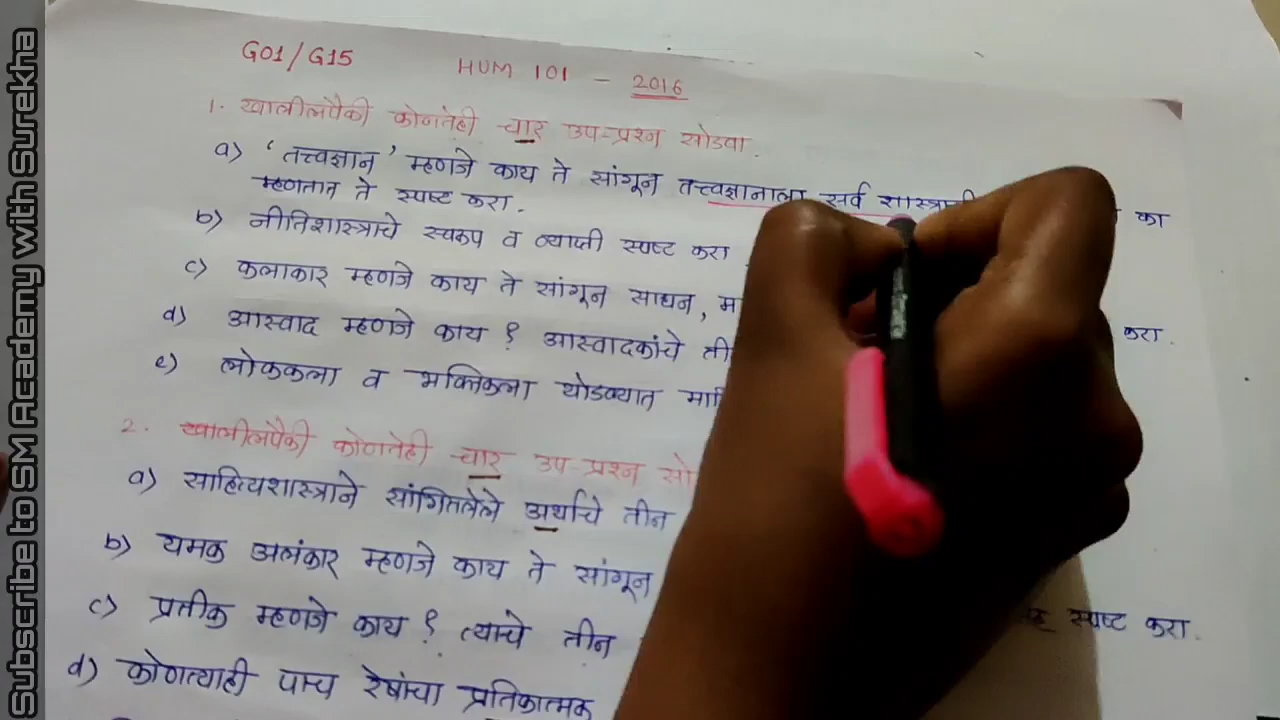 Subscribe to SM Academy with Surekha
G01/G15 HUM 101 - 2016
1. खालीलपैकी कोणतेही चार उप-प्रश्न सोडवा.
a) 'तत्त्वज्ञान' म्हणजे काय ते सांगून तत्त्वज्ञानाला सर्व का
म्हणतात ते स्पष्ट करा.
b) नीतिशास्त्राचे स्वरूप व व्याप्ती स्पष्ट करा
c) कलाकार म्हणजे काय ते सांगून साधन, करा.
d) आस्वाद म्हणजे काय ? आस्वादकांचे
e) लोककला व भक्तिकला थोडक्यात
2. खालीलपैकी कोणतेही चार उप-प्रश्न
a) साहित्यशास्त्राने सांगितलेले अर्थाचे तीन
b) यमक अलंकार म्हणजे काय ते सांगून स्पष्ट करा.
c) प्रतीक म्हणजे काय ? त्याचे तीन
d) कोणत्याही पाच रेषांचा प्रतिकात्मक